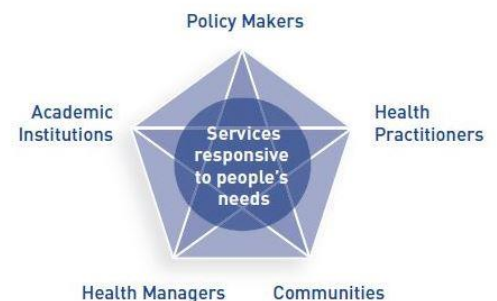 Policy Makers
Academic
Institutions
Health
Practitioners
Services
responsive
to people's
needs
Health Managers
Communities